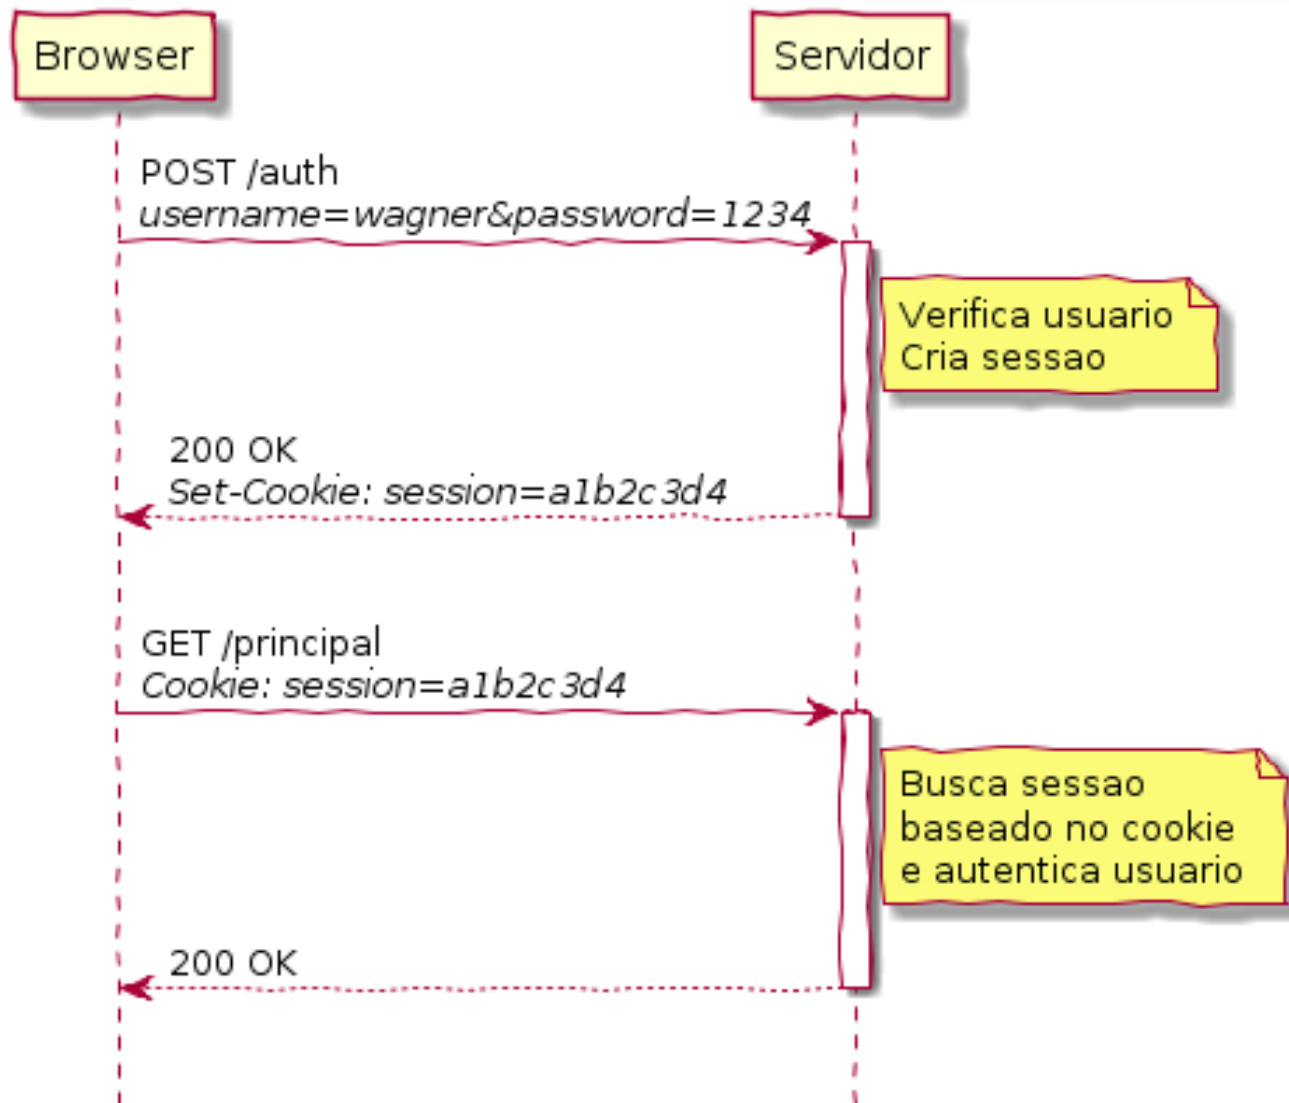 Browser
Servidor
POST /auth
username=wagner&password=1234
Verifica usuario
Cria sessao
200 OK
Set-Cookie: session=a1b2c3d4
GET /principal
Cookie: session=a1b2c3d4
Busca sessao
baseado no cookie
e autentica usuario
200 OK